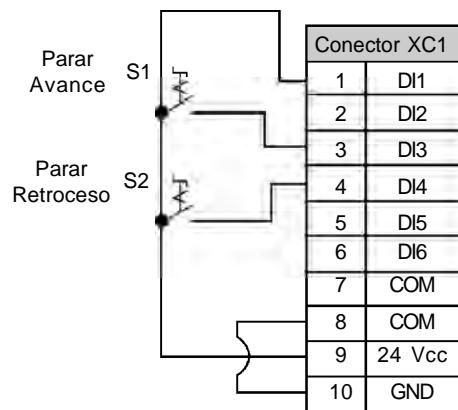 Parar
Avance
S1
Parar
Retroceso
S2
Conector XC1
1 DI1
2 DI2
3 DI3
4 DI4
5 DI5
6 DI6
7 COM
8 COM
9 24 Vcc
10 GND